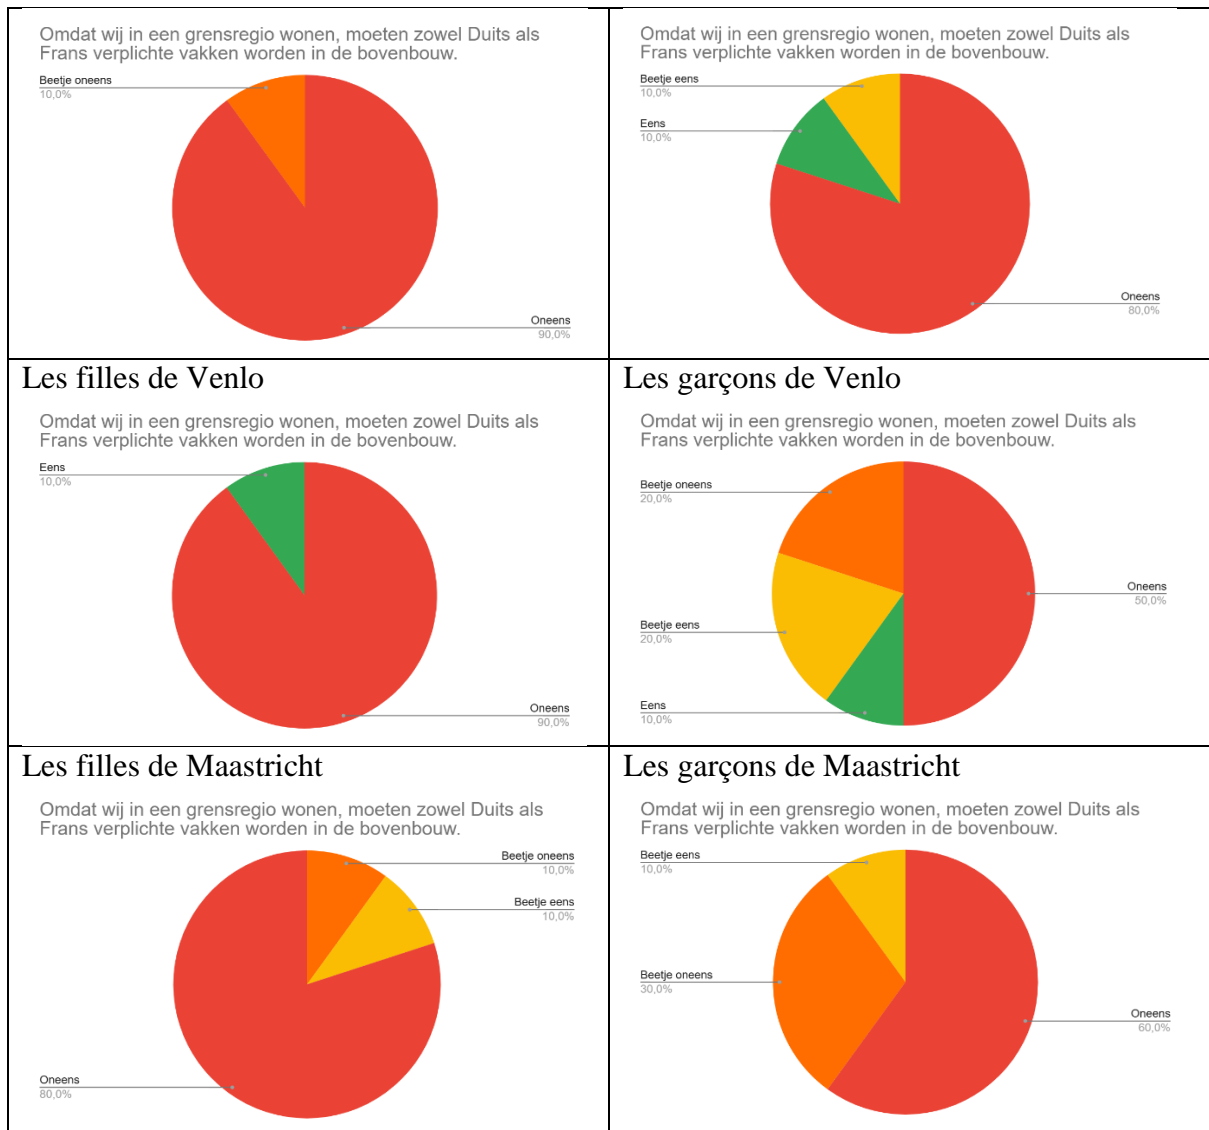 Omdat wij in een grensregio wonen, moeten zowel Duits als
Frans verplichte vakken worden in de bovenbouw.
Beetje oneens
10,0%
Oneens
90,0%
Omdat wij in een grensregio wonen, moeten zowel Duits als
Frans verplichte vakken worden in de bovenbouw.
Beetje eens
10,0%
Eens
10,0%
Oneens
80,0%
Les filles de Venlo
Omdat wij in een grensregio wonen, moeten zowel Duits als
Frans verplichte vakken worden in de bovenbouw.
Eens
10,0%
Oneens
90,0%
Les garçons de Venlo
Omdat wij in een grensregio wonen, moeten zowel Duits als
Frans verplichte vakken worden in de bovenbouw.
Beetje oneens
20,0%
Oneens
50,0%
Beetje eens
20,0%
Eens
10,0%
Les filles de Maastricht
Omdat wij in een grensregio wonen, moeten zowel Duits als
Frans verplichte vakken worden in de bovenbouw.
Beetje oneens
10,0%
Beetje eens
10,0%
Oneens
80,0%
Les garçons de Maastricht
Omdat wij in een grensregio wonen, moeten zowel Duits als
Frans verplichte vakken worden in de bovenbouw.
Beetje eens
10,0%
Beetje oneens
30,0%
Oneens
60,0%